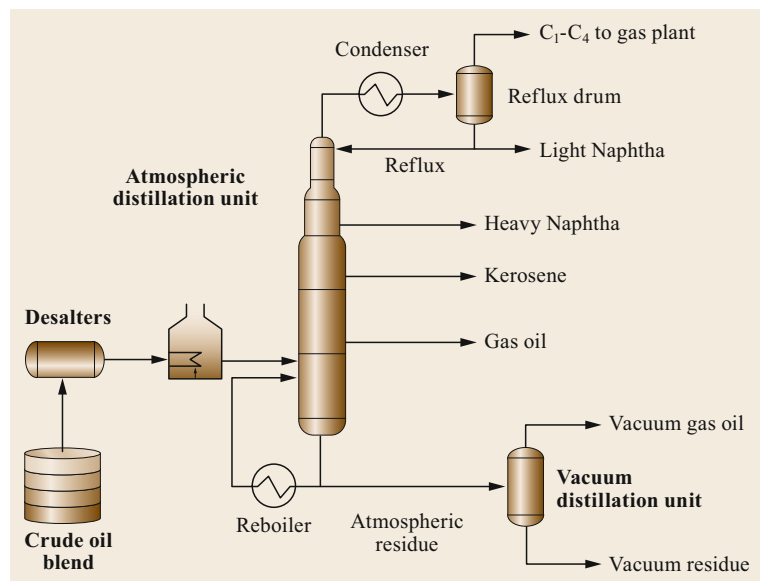 Condenser
C₁-C₄ to gas plant
Reflux drum
Light Naphtha
Reflux
Atmospheric
distillation unit
Heavy Naphtha
Kerosene
Gas oil
Desalters
Crude oil
blend
Reboiler
Atmospheric
residue
Vacuum gas oil
Vacuum
distillation unit
Vacuum residue